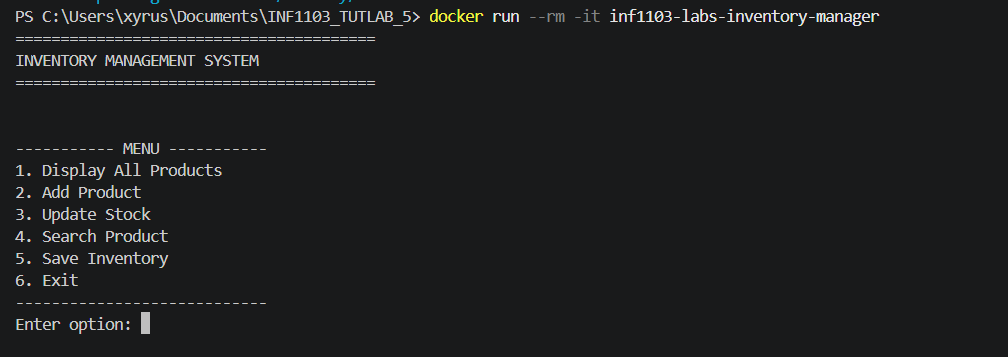 PS C:\Users\xyrus\Documents\INF1103_TUTLAB_5> docker run --rm -it inf1103-labs-inventory-manager
========================================
INVENTORY MANAGEMENT SYSTEM
========================================
----------- MENU -----------
1. Display All Products
2. Add Product
3. Update Stock
4. Search Product
5. Save Inventory
6. Exit
----------------------------
Enter option: